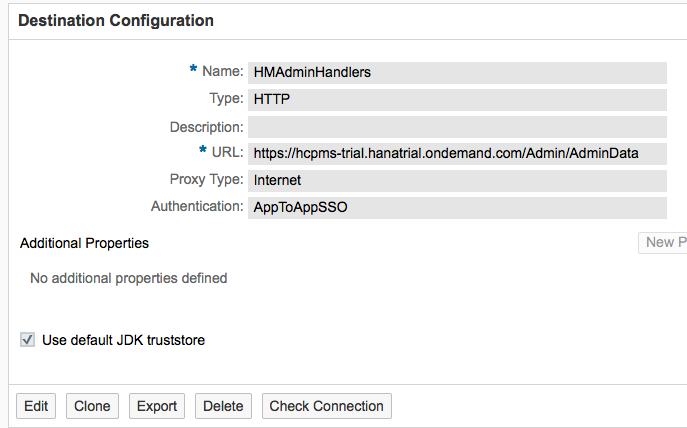 Destination Configuration
* Name: HMAdminHandlers
Type: HTTP
Description:
* URL: https://hcpms-trial.hanatrial.ondemand.com/Admin/AdminData
Proxy Type: Internet
Authentication: AppToAppSSO
Additional Properties New P
No additional properties defined
Use default JDK truststore
Edit Clone Export Delete Check Connection